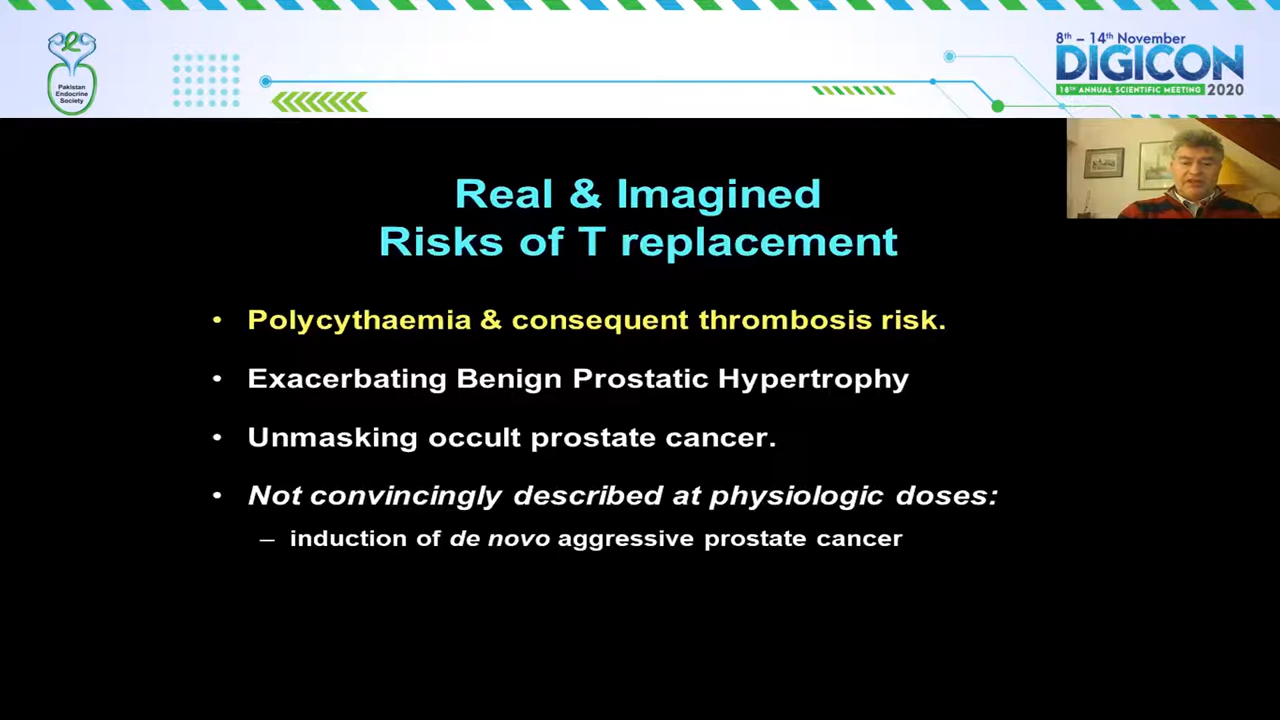 Pakistan
Endocrine
Society
8th – 14th November
DIGICON
18TH ANNUAL SCIENTIFIC MEETING 2020
Real & Imagined
Risks of T replacement
• Polycythaemia & consequent thrombosis risk.
• Exacerbating Benign Prostatic Hypertrophy
• Unmasking occult prostate cancer.
• Not convincingly described at physiologic doses:
– induction of de novo aggressive prostate cancer